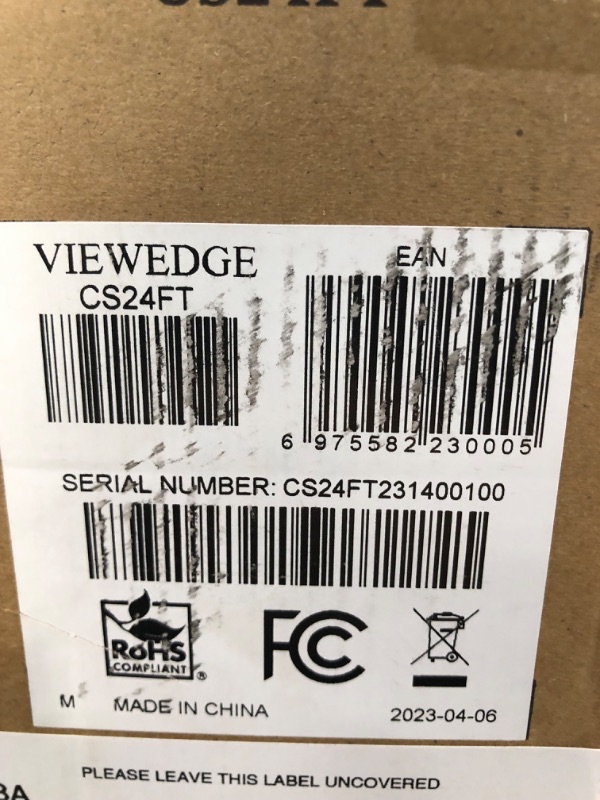 VIEWEDGE
EAN
CS24FT
6 975582 230005
SERIAL NUMBER: CS24FT231400100
RoHS
COMPLIANT
®
FC
M MADE IN CHINA
2023-04-06
PLEASE LEAVE THIS LABEL UNCOVERED
BA